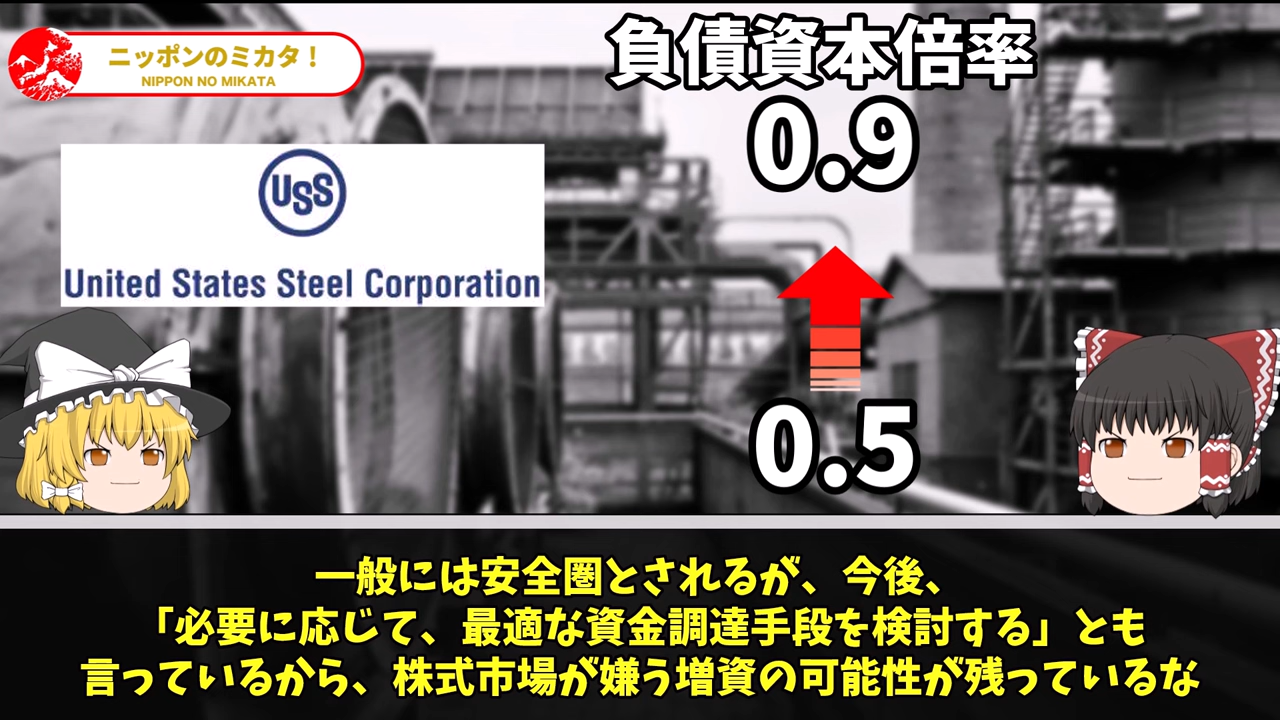 ニッポンのミカタ！
NIPPON NO MIKATA
負債資本倍率
0.9
USS
United States Steel Corporation
0.5
一般には安全圏とされるが、今後、
「必要に応じて、最適な資金調達手段を検討する」とも
言っているから、株式市場が嫌う増資の可能性が残っているな